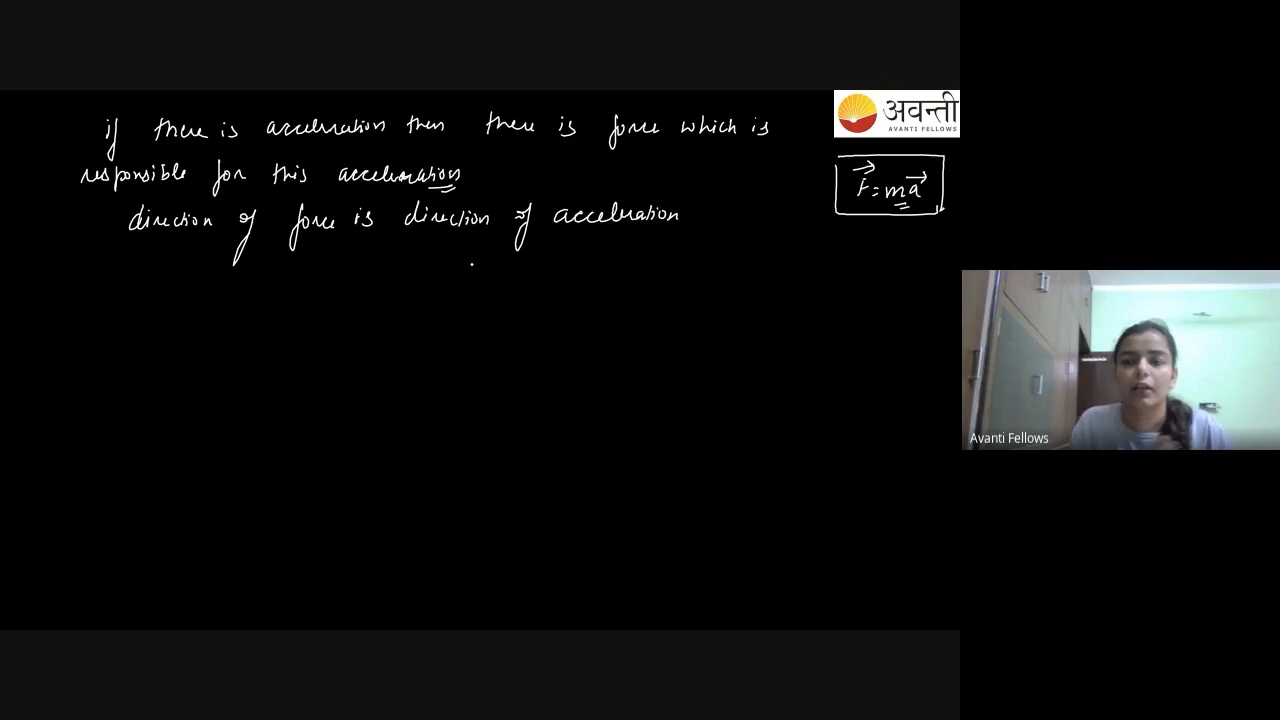 if there is acceleration then there is force which is
responsible for this acceleration
direction of force is direction of acceleration
अवन्ती
AVANTI FELLOWS
F = ma
Avanti Fellows